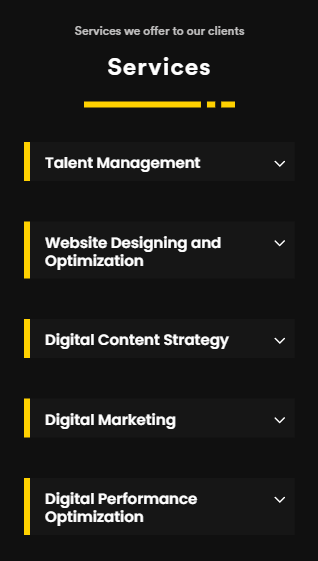 Services we offer to our clients
Services
Talent Management
Website Designing and
Optimization
Digital Content Strategy
Digital Marketing
Digital Performance
Optimization